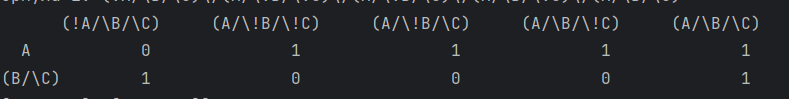 (!A/\B/\C) (A/\!B/\!C) (A/\!B/\C) (A/\B/\!C) (A/\B/\C)
A 0 1 1 1 1
(B/\C) 1 0 0 0 1